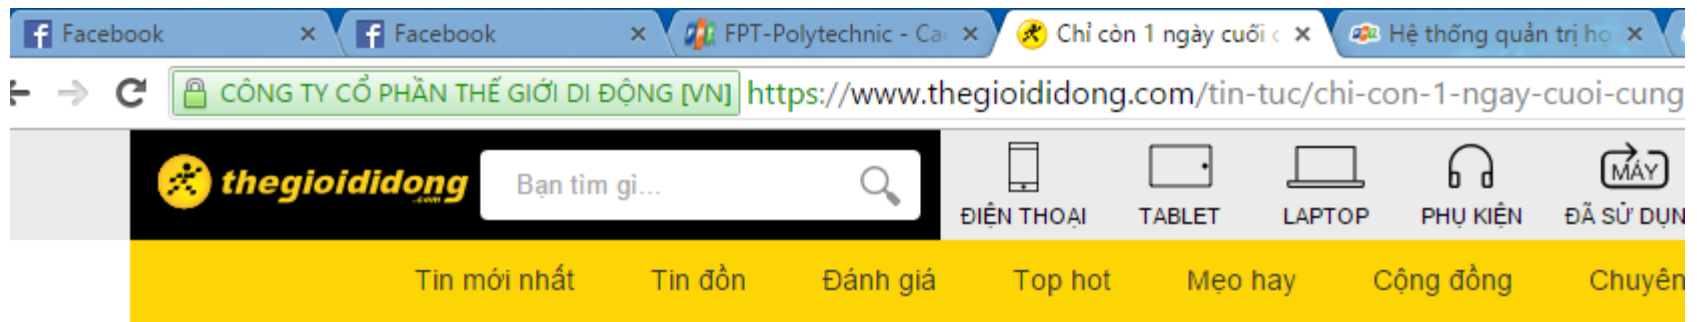 Facebook Facebook FPT-Polytechnic - Chỉ còn 1 ngày cuối Hệ thống quản trị
CÔNG TY CỔ PHẦN THẾ GIỚI DI ĐỘNG [VN] https://www.thegioididong.com/tin-tuc/chi-con-1-ngay-cuoi-cung
thegioididong .com Bạn tìm gì... MÁY
ĐIỆN THOẠI TABLET LAPTOP PHỤ KIỆN ĐÃ SỬ
Tin mới nhất Tin đồn Đánh giá Top hot Mẹo hay Cộng đồng Chuyên